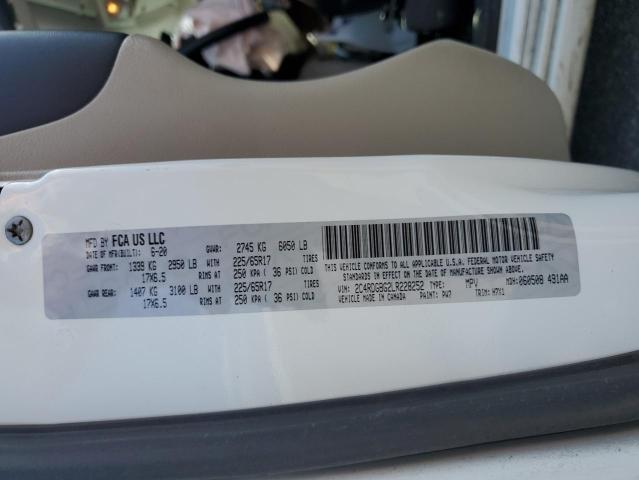 MFD BY FCA US LLC
DATE OF MFR(BUILT): 6-20 GVWR: 2745 KG 6050 LB
GAWR FRONT: 1339 KG 2950 LB WITH 225/65R17 TIRES
17X6.5 RIMS AT 250 KPA ( 36 PSI) COLD
GAWR REAR: 1407 KG 3100 LB WITH 225/65R17 TIRES
17X6.5 RIMS AT 250 KPA ( 36 PSI) COLD
THIS VEHICLE CONFORMS TO ALL APPLICABLE U.S.A. FEDERAL MOTOR VEHICLE SAFETY
STANDARDS IN EFFECT ON THE DATE OF MANUFACTURE SHOWN ABOVE.
VIN: 2C4RDGBG2LR228252 TYPE: MPV MDH: 060508 491AA
MADE IN CANADA PAINT: PW7 TRIM: H7X1